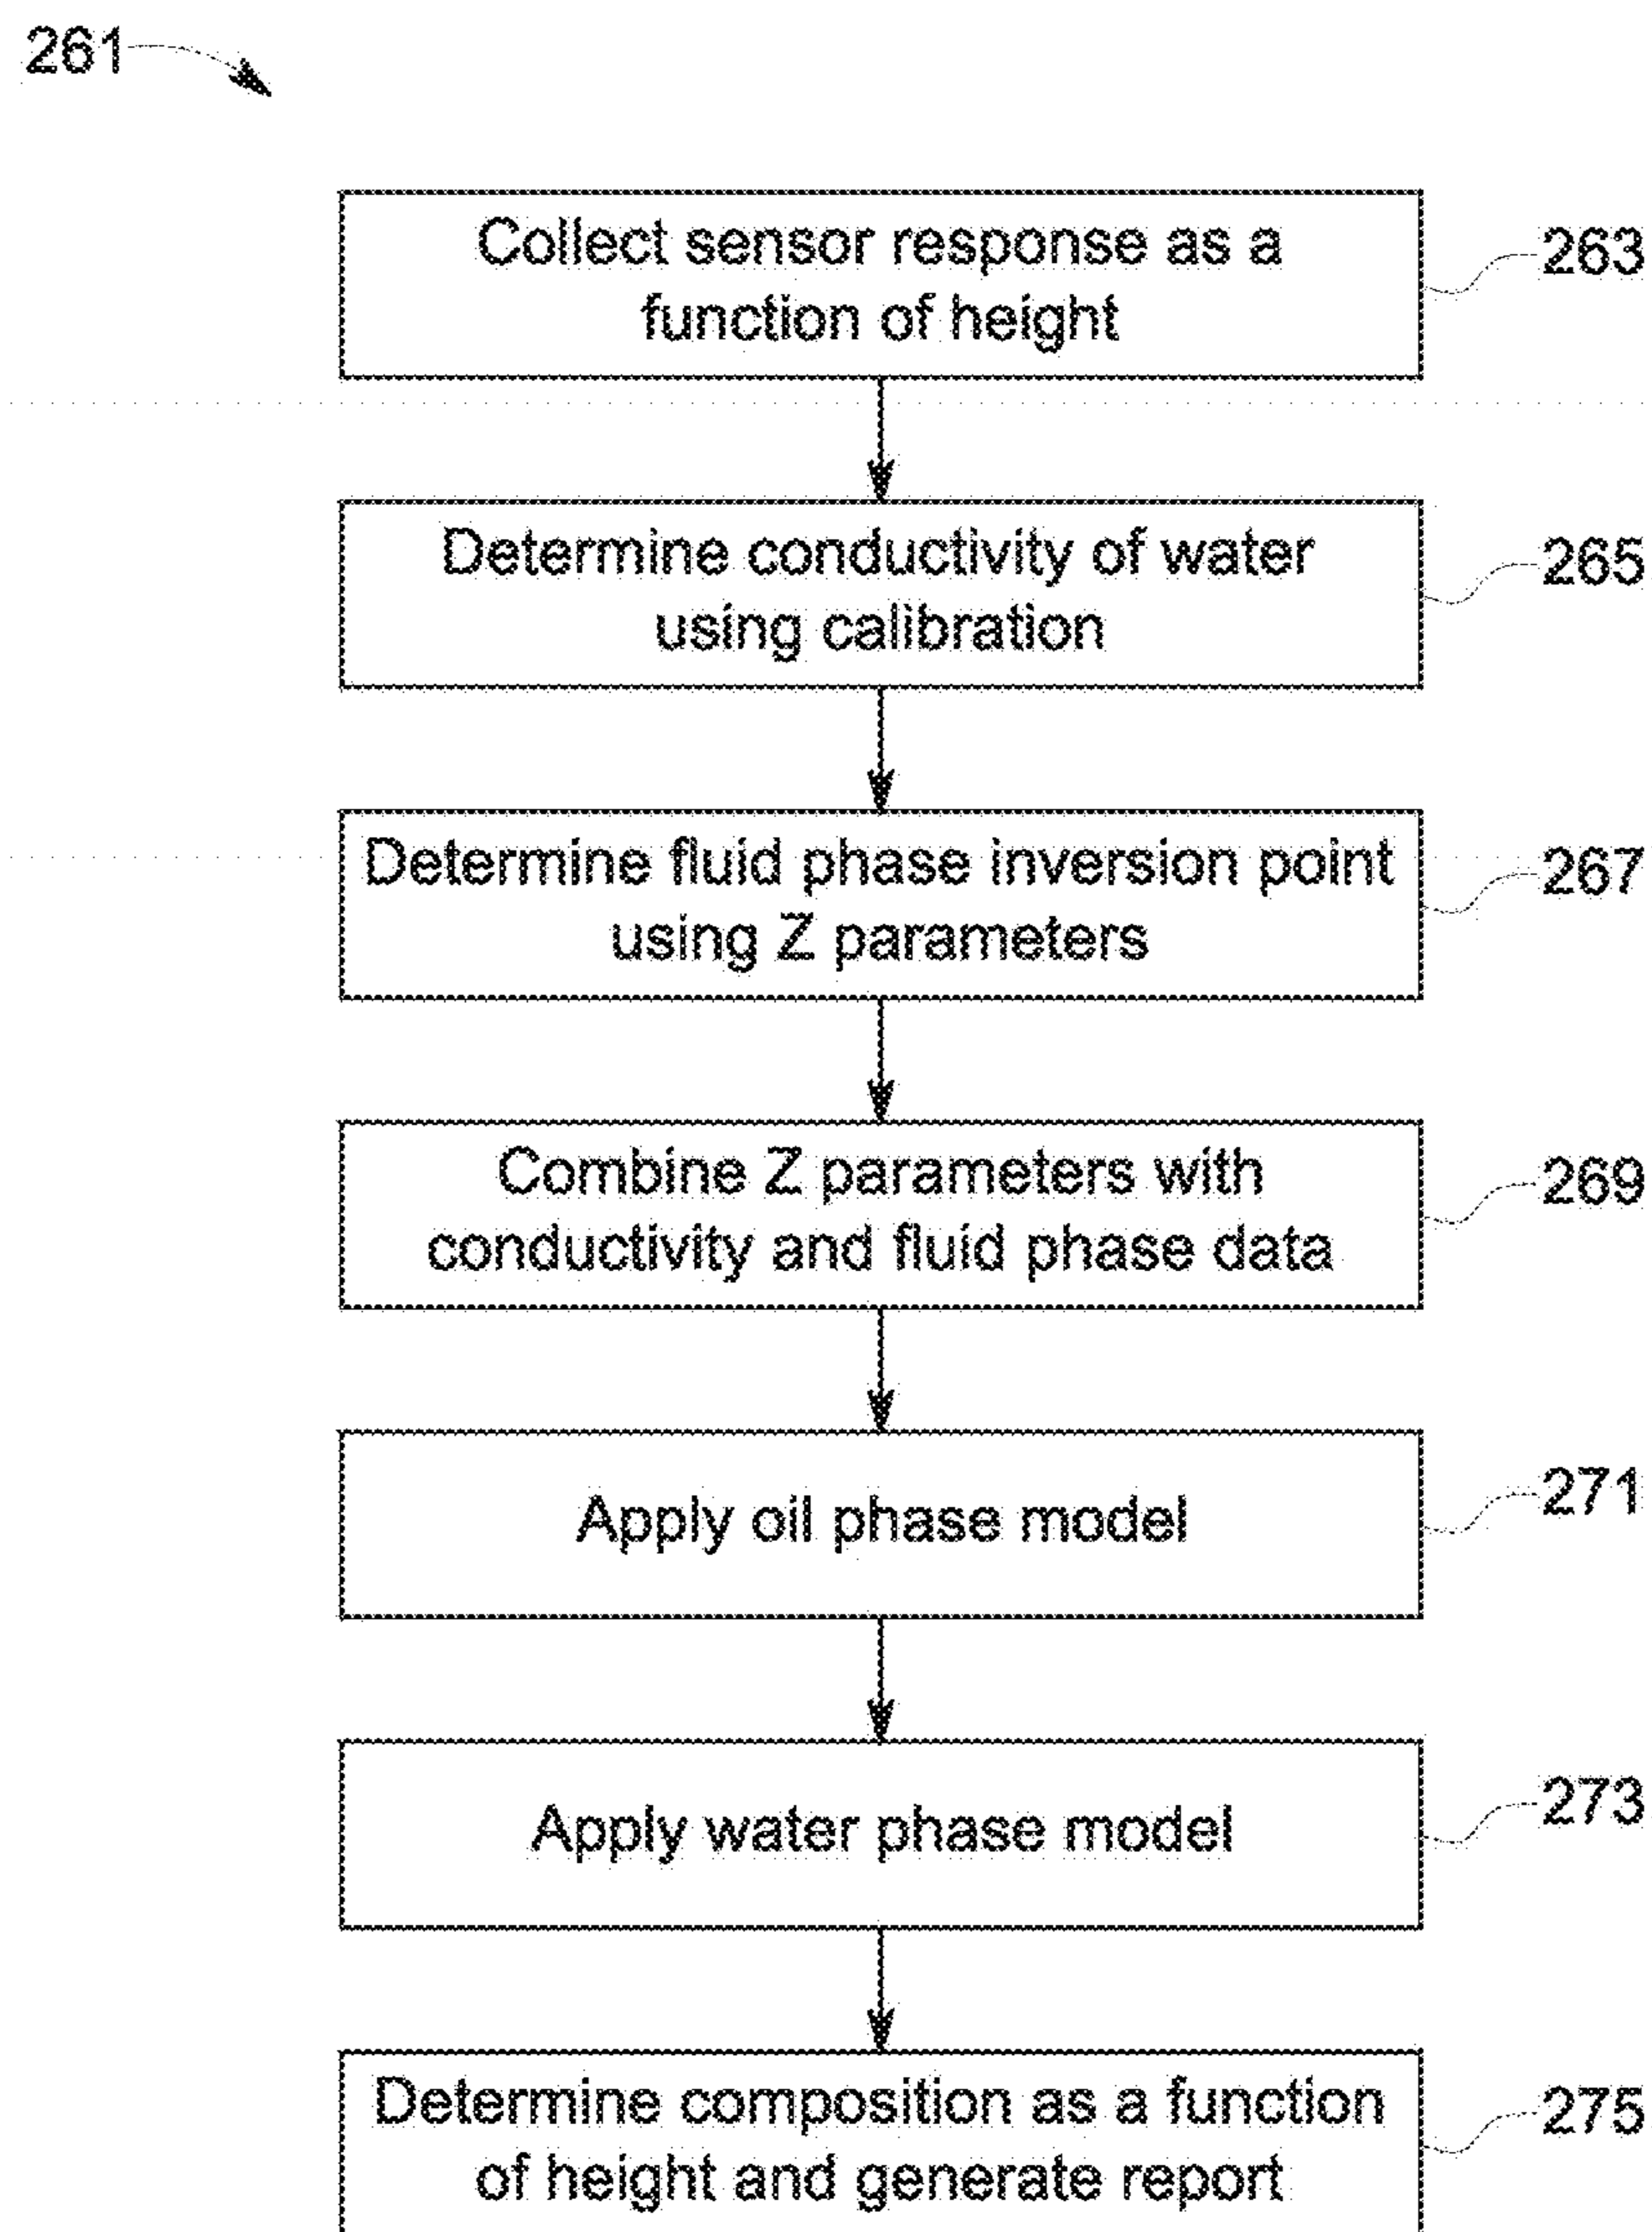 261
Collect sensor response as a
function of height
263
Determine conductivity of water
using calibration
265
Determine fluid phase inversion point
using Z parameters
267
Combine Z parameters with
conductivity and fluid phase data
269
Apply oil phase model
271
Apply water phase model
273
Determine composition as a function
of height and generate report
275